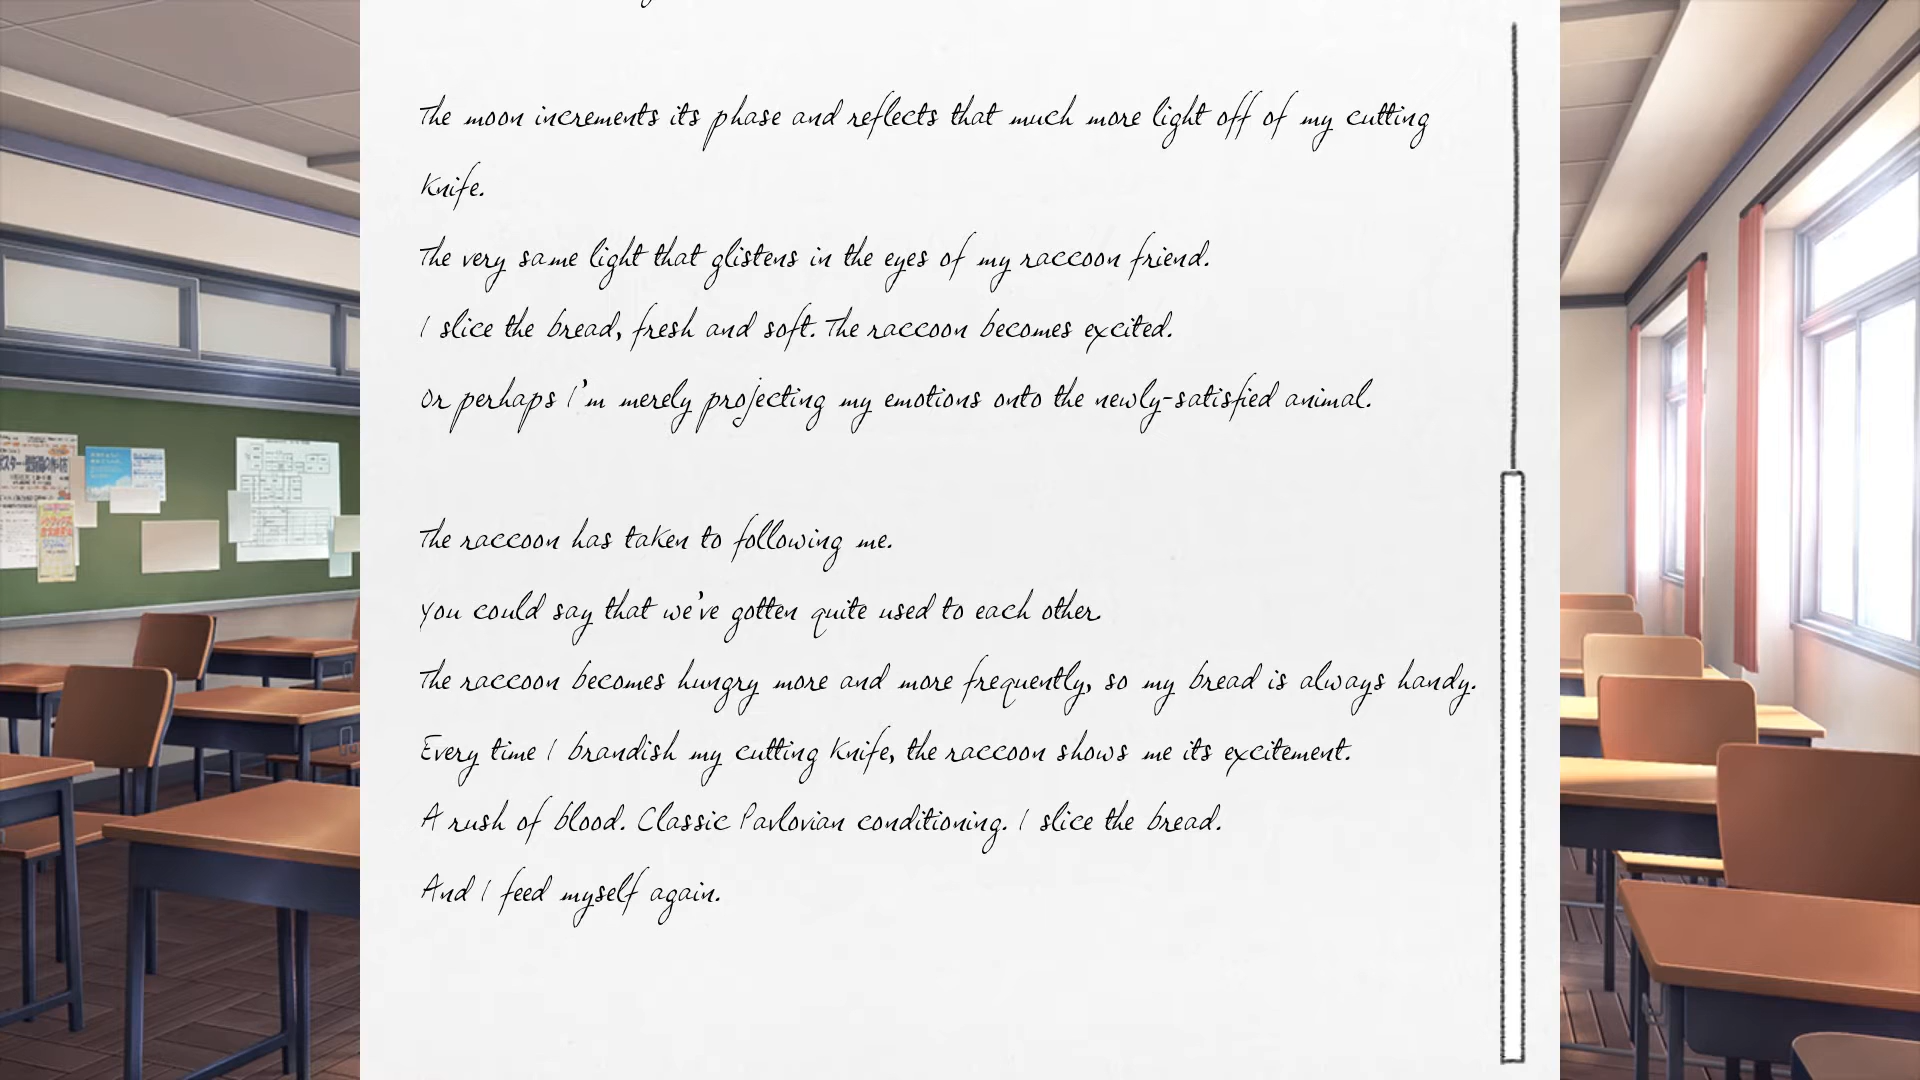 The moon increments its phase and reflects that much more light off of my cutting
knife.
The very same light that glistens in the eyes of my raccoon friend.
I slice the bread, fresh and soft. The raccoon becomes excited.
Or perhaps I'm merely projecting my emotions onto the newly-satisfied animal.
The raccoon has taken to following me.
You could say that we've gotten quite used to each other.
The raccoon becomes hungry more and more frequently, so my bread is always handy.
Every time I brandish my cutting knife, the raccoon shows me its excitement.
A rush of blood. Classic Pavlovian conditioning. I slice the bread.
And I feed myself again.